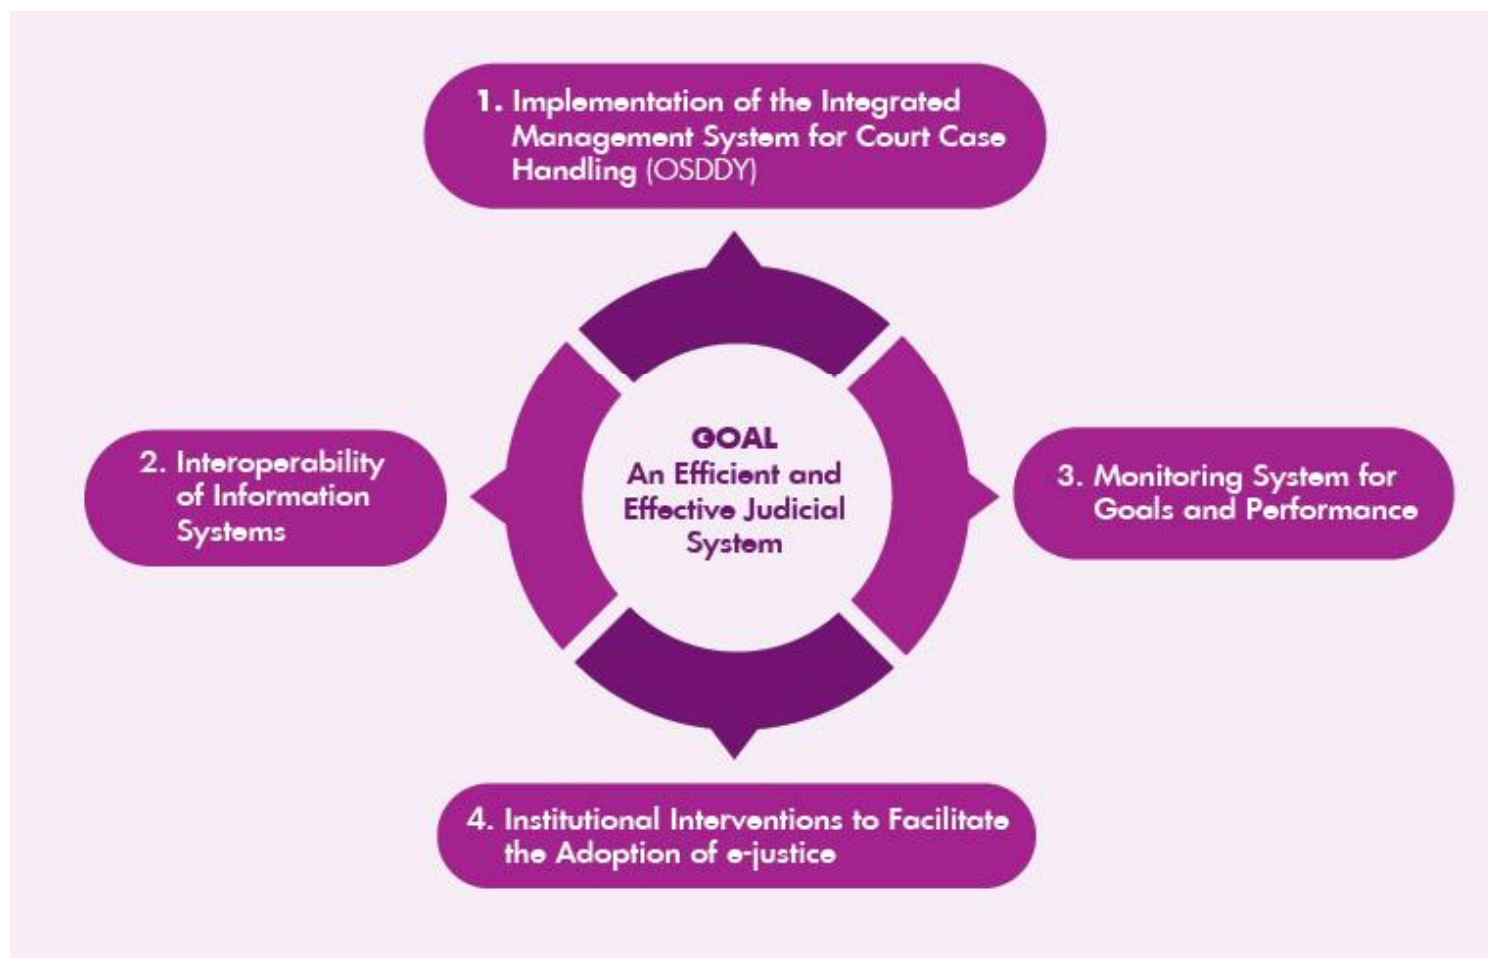 1. Implementation of the Integrated
Management System for Court Case
Handling (OSDDY)
GOAL
An Efficient and
Effective Judicial
System
2. Interoperability
of Information
Systems
3. Monitoring System for
Goals and Performance
4. Institutional Interventions to Facilitate
the Adoption of e-justice